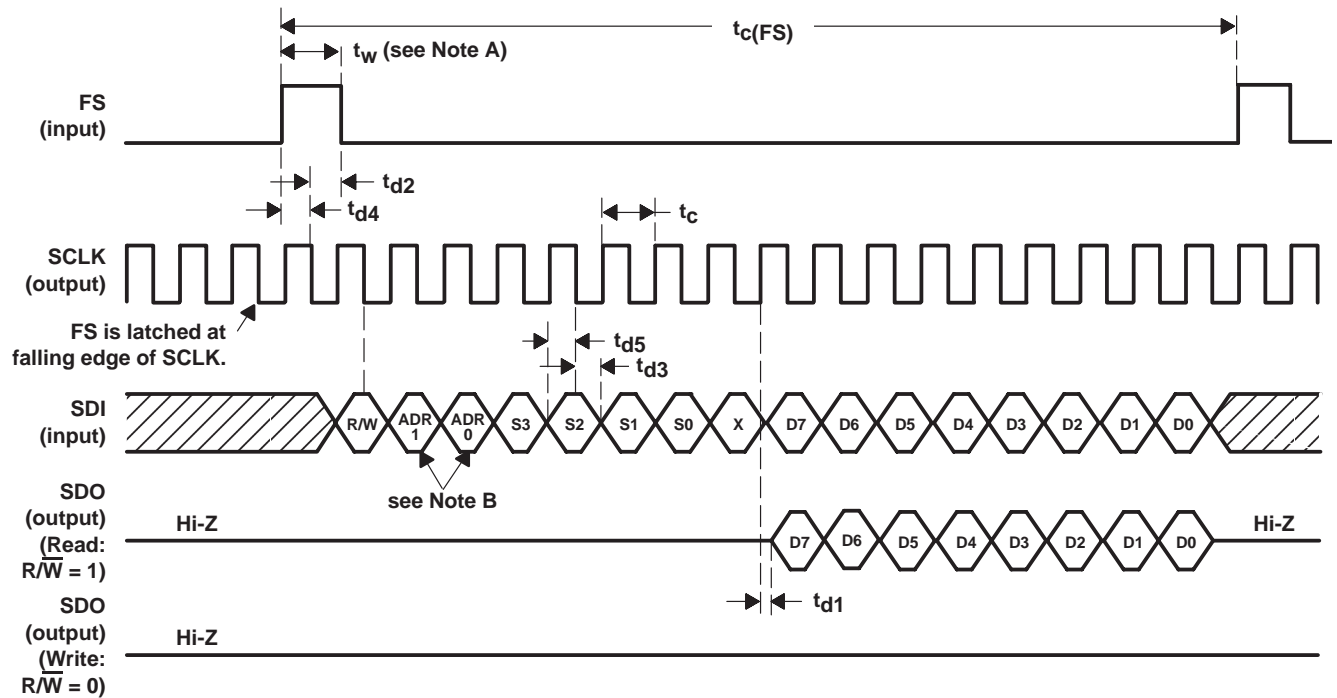 tc(FS)
tw (see Note A)
FS
(input)
td2
td4
tc
SCLK
(output)
FS is latched at
falling edge of SCLK.
td5
td3
SDI
(input)
R/W ADR 1 ADR 0 S3 S2 S1 S0 X D7 D6 D5 D4 D3 D2 D1 D0
see Note B
SDO
(output)
(Read:
R/W̅ = 1)
Hi-Z
D7 D6 D5 D4 D3 D2 D1 D0
Hi-Z
td1
SDO
(output)
(Write:
R/W̅ = 0)
Hi-Z